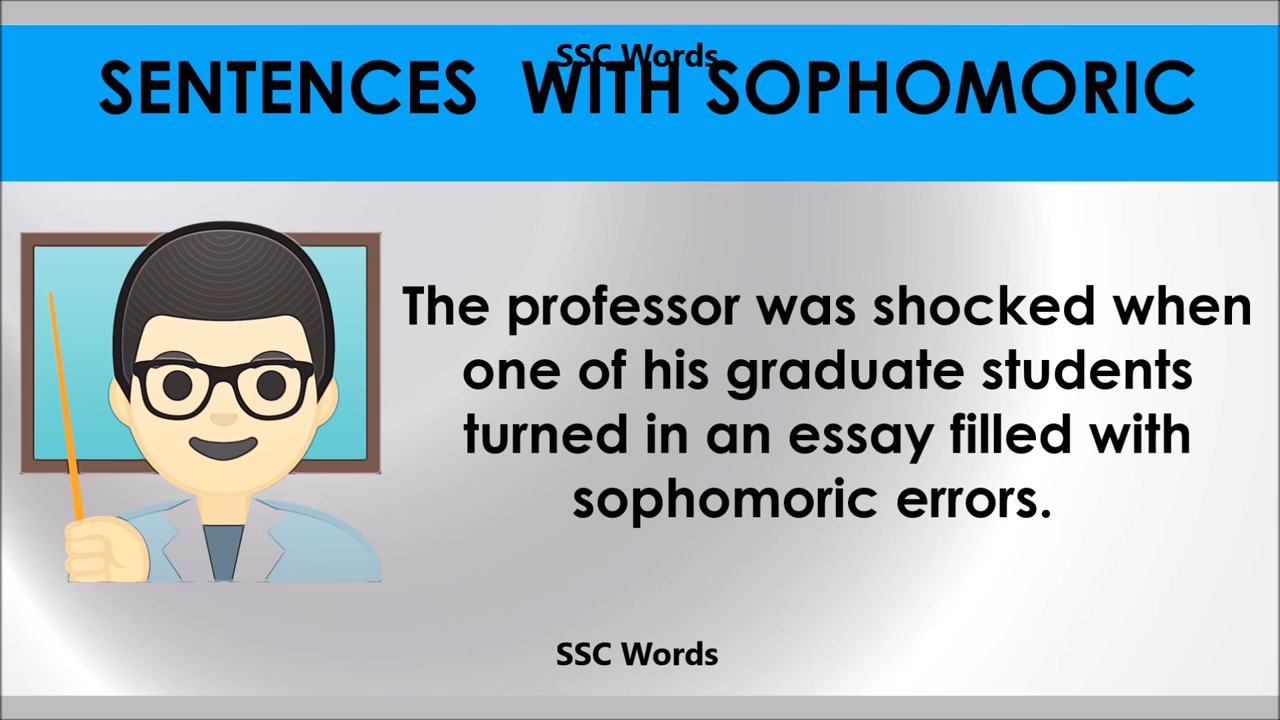 SSC Words
SENTENCES WITH SOPHOMORIC
The professor was shocked when
one of his graduate students
turned in an essay filled with
sophomoric errors.
SSC Words